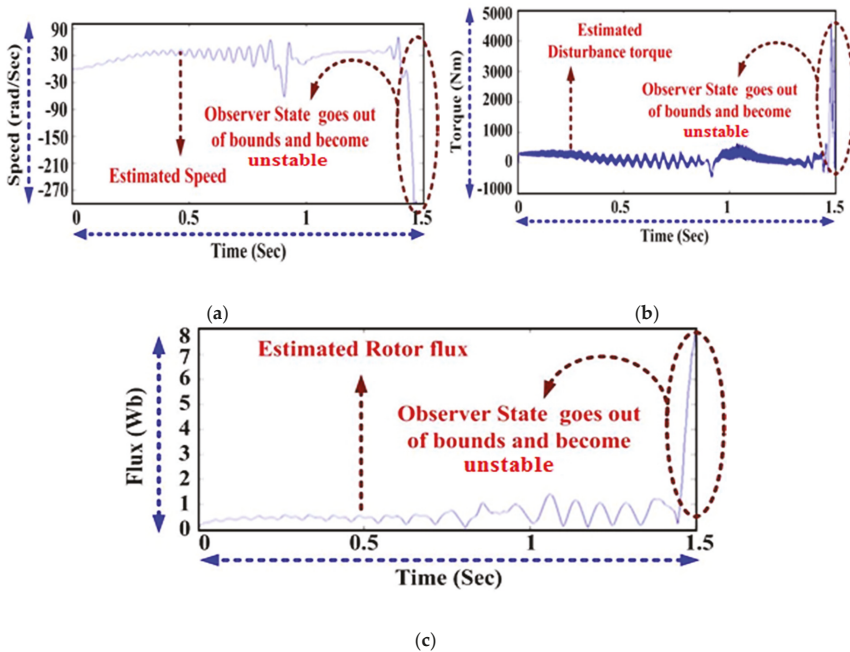 (a)
90
30
-30
-90
-150
-210
-270
Speed (rad/Sec)
Observer State goes out
of bounds and become
unstable
Estimated Speed
0
0.5
1
1.5
Time (Sec)
(a)
(b)
5000
4000
3000
2000
1000
0
-1000
Torque (Nm)
Estimated
Disturbance torque
Observer State goes out
of bounds and become
unstable
0
0.5
1.0
1.5
Time (Sec)
(b)
8
7
6
5
4
3
2
1
0
Flux (Wb)
Estimated Rotor flux
Observer State goes out
of bounds and become
unstable
0
0.5
1
1.5
Time (Sec)
(c)